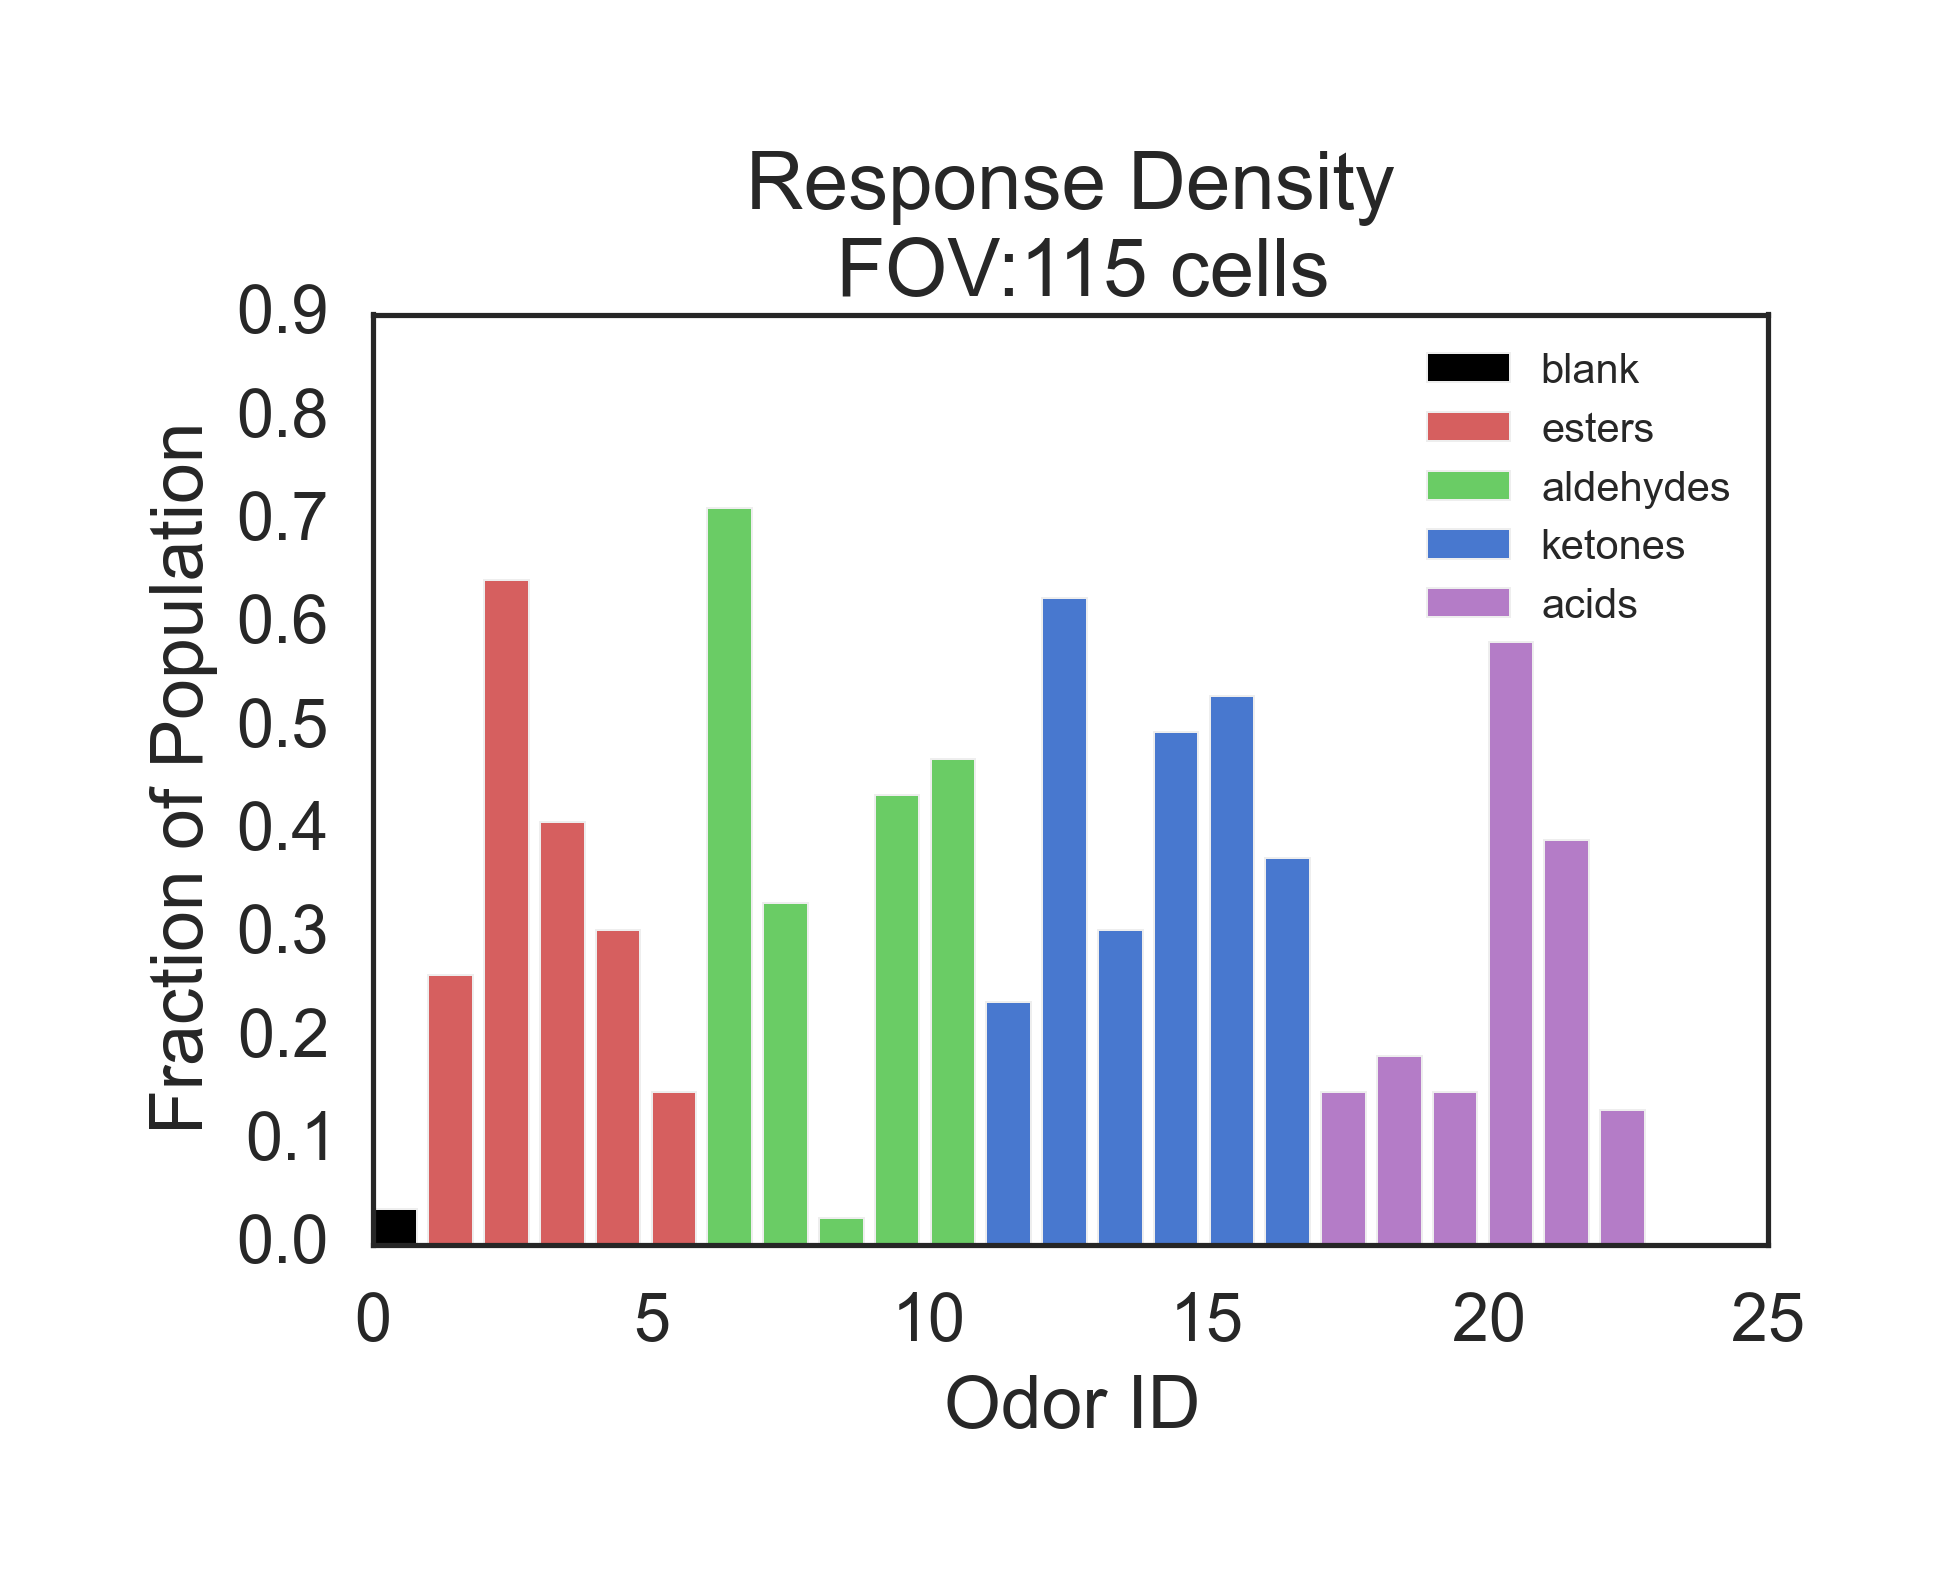 Response Density
FOV:115 cells
0.9
0.8
0.7
0.6
0.5
0.4
0.3
0.2
0.1
0.0
Fraction of Population
blank
esters
aldehydes
ketones
acids
0 5 10 15 20 25
Odor ID